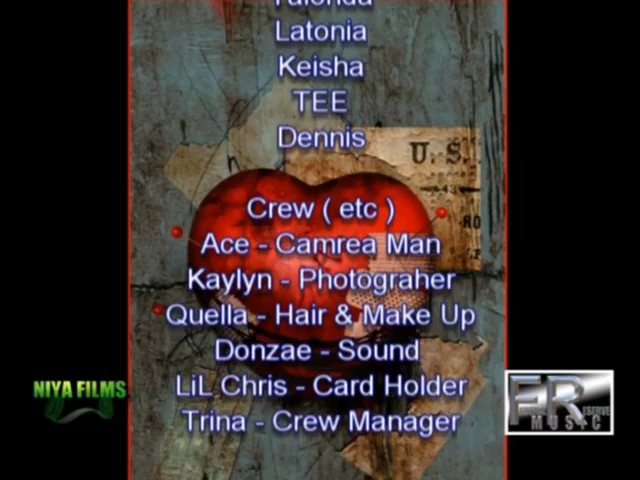 Latonia
Keisha
TEE
Dennis
U. S.
Crew ( etc )
Ace - Camrea Man
Kaylyn - Photograher
Quella - Hair & Make Up
Donzae - Sound
LiL Chris - Card Holder
Trina - Crew Manager
NIYA FILMS
FR
MUSIC